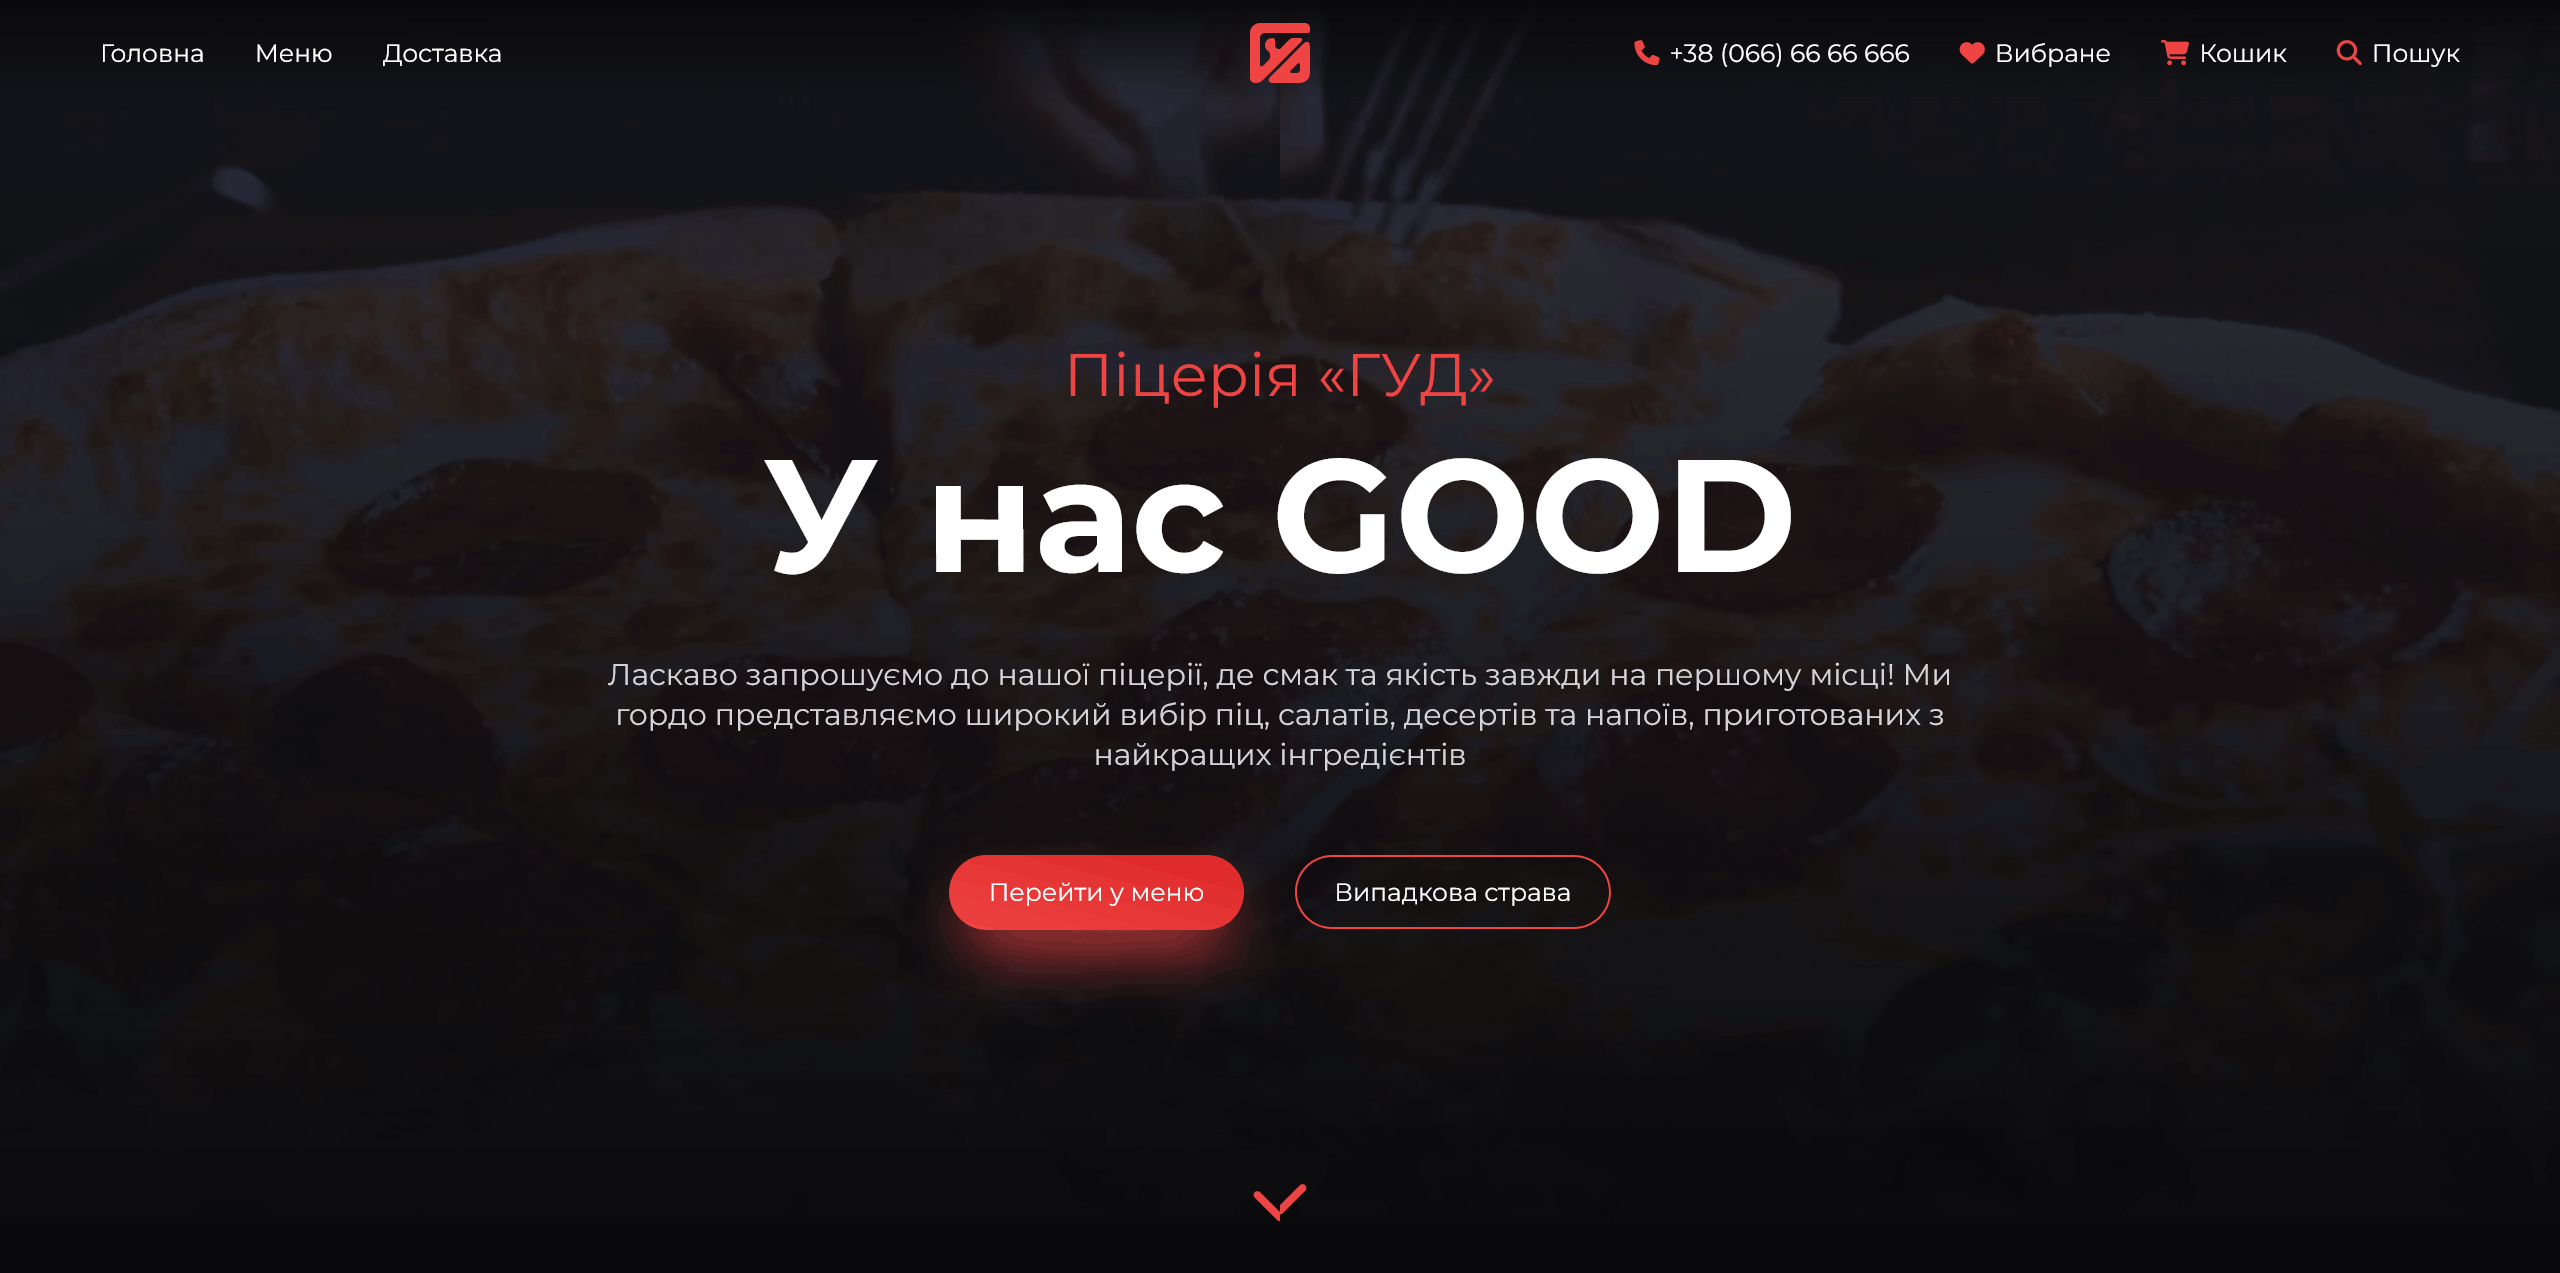 Головна
Меню
Доставка
+38 (066) 66 66 666
Вибране
Кошик
Пошук
Піцерія «ГУД»
У нас GOOD
Ласкаво запрошуємо до нашої піцерії, де смак та якість завжди на першому місці! Ми
гордо представляємо широкий вибір піц, салатів, десертів та напоїв, приготованих з
найкращих інгредієнтів
Перейти у меню
Випадкова страва